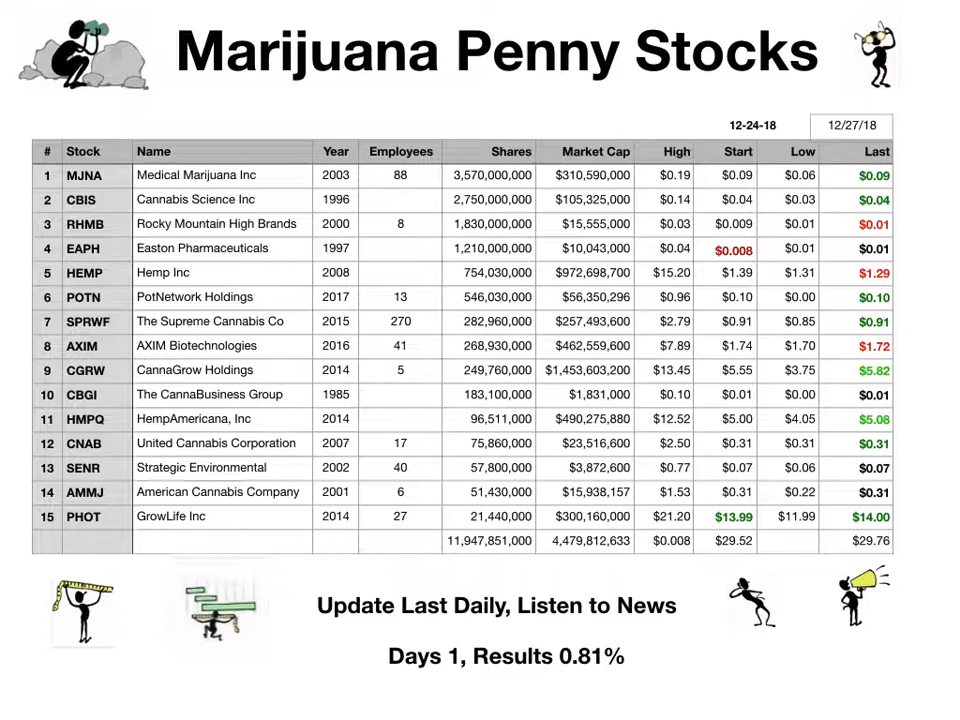 Marijuana Penny Stocks
12-24-18 12/27/18
# Stock Name Year Employees Shares Market Cap High Start Low Last
1 MJNA Medical Marijuana Inc 2003 88 3,570,000,000 $310,590,000 $0.19 $0.09 $0.06 $0.09
2 CBIS Cannabis Science Inc 1996 2,750,000,000 $105,325,000 $0.14 $0.04 $0.03 $0.04
3 RHMB Rocky Mountain High Brands 2000 8 1,830,000,000 $15,555,000 $0.03 $0.009 $0.01 $0.01
4 EAPH Easton Pharmaceuticals 1997 1,210,000,000 $10,043,000 $0.04 $0.008 $0.01 $0.01
5 HEMP Hemp Inc 2008 754,030,000 $972,698,700 $15.20 $1.39 $1.31 $1.29
6 POTN PotNetwork Holdings 2017 13 546,030,000 $56,350,296 $0.96 $0.10 $0.00 $0.10
7 SPRWF The Supreme Cannabis Co 2015 270 282,960,000 $257,493,600 $2.79 $0.91 $0.85 $0.91
8 AXIM AXIM Biotechnologies 2016 41 268,930,000 $462,559,600 $7.89 $1.74 $1.70 $1.72
9 CGRW CannaGrow Holdings 2014 5 249,760,000 $1,453,603,200 $13.45 $5.55 $3.75 $5.82
10 CBGI The CannaBusiness Group 1985 183,100,000 $1,831,000 $0.10 $0.01 $0.00 $0.01
11 HMPQ HempAmericana, Inc 2014 96,511,000 $490,275,880 $12.52 $5.00 $4.05 $5.08
12 CNAB United Cannabis Corporation 2007 17 75,860,000 $23,516,600 $2.50 $0.31 $0.31 $0.31
13 SENR Strategic Environmental 2002 40 57,800,000 $3,872,600 $0.77 $0.07 $0.06 $0.07
14 AMMJ American Cannabis Company 2001 6 51,430,000 $15,938,157 $1.53 $0.31 $0.22 $0.31
15 PHOT GrowLife Inc 2014 27 21,440,000 $300,160,000 $21.20 $13.99 $11.99 $14.00
11,947,851,000 4,479,812,633 $0.008 $29.52 $29.76
Update Last Daily, Listen to News
Days 1, Results 0.81%